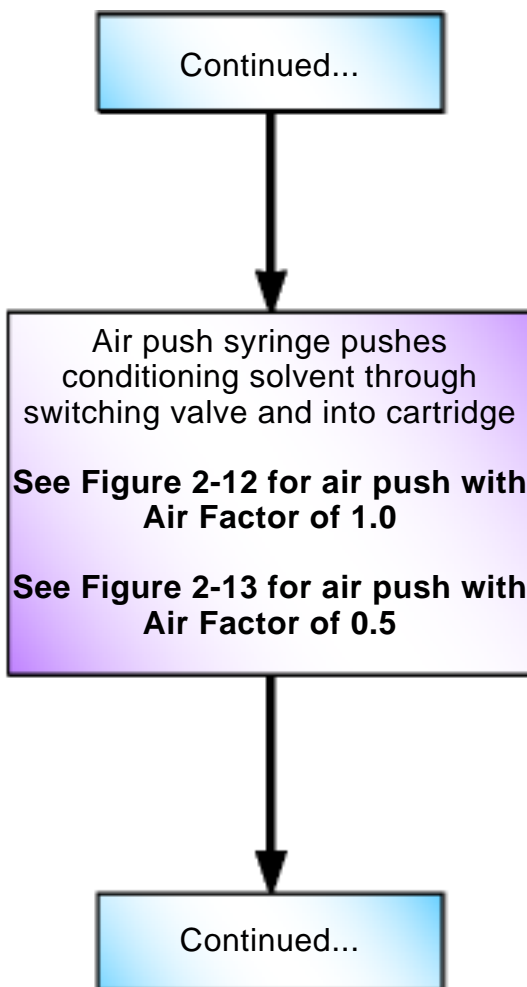 Continued...
Air push syringe pushes
conditioning solvent through
switching valve and into cartridge
See Figure 2-12 for air push with
Air Factor of 1.0
See Figure 2-13 for air push with
Air Factor of 0.5
Continued...